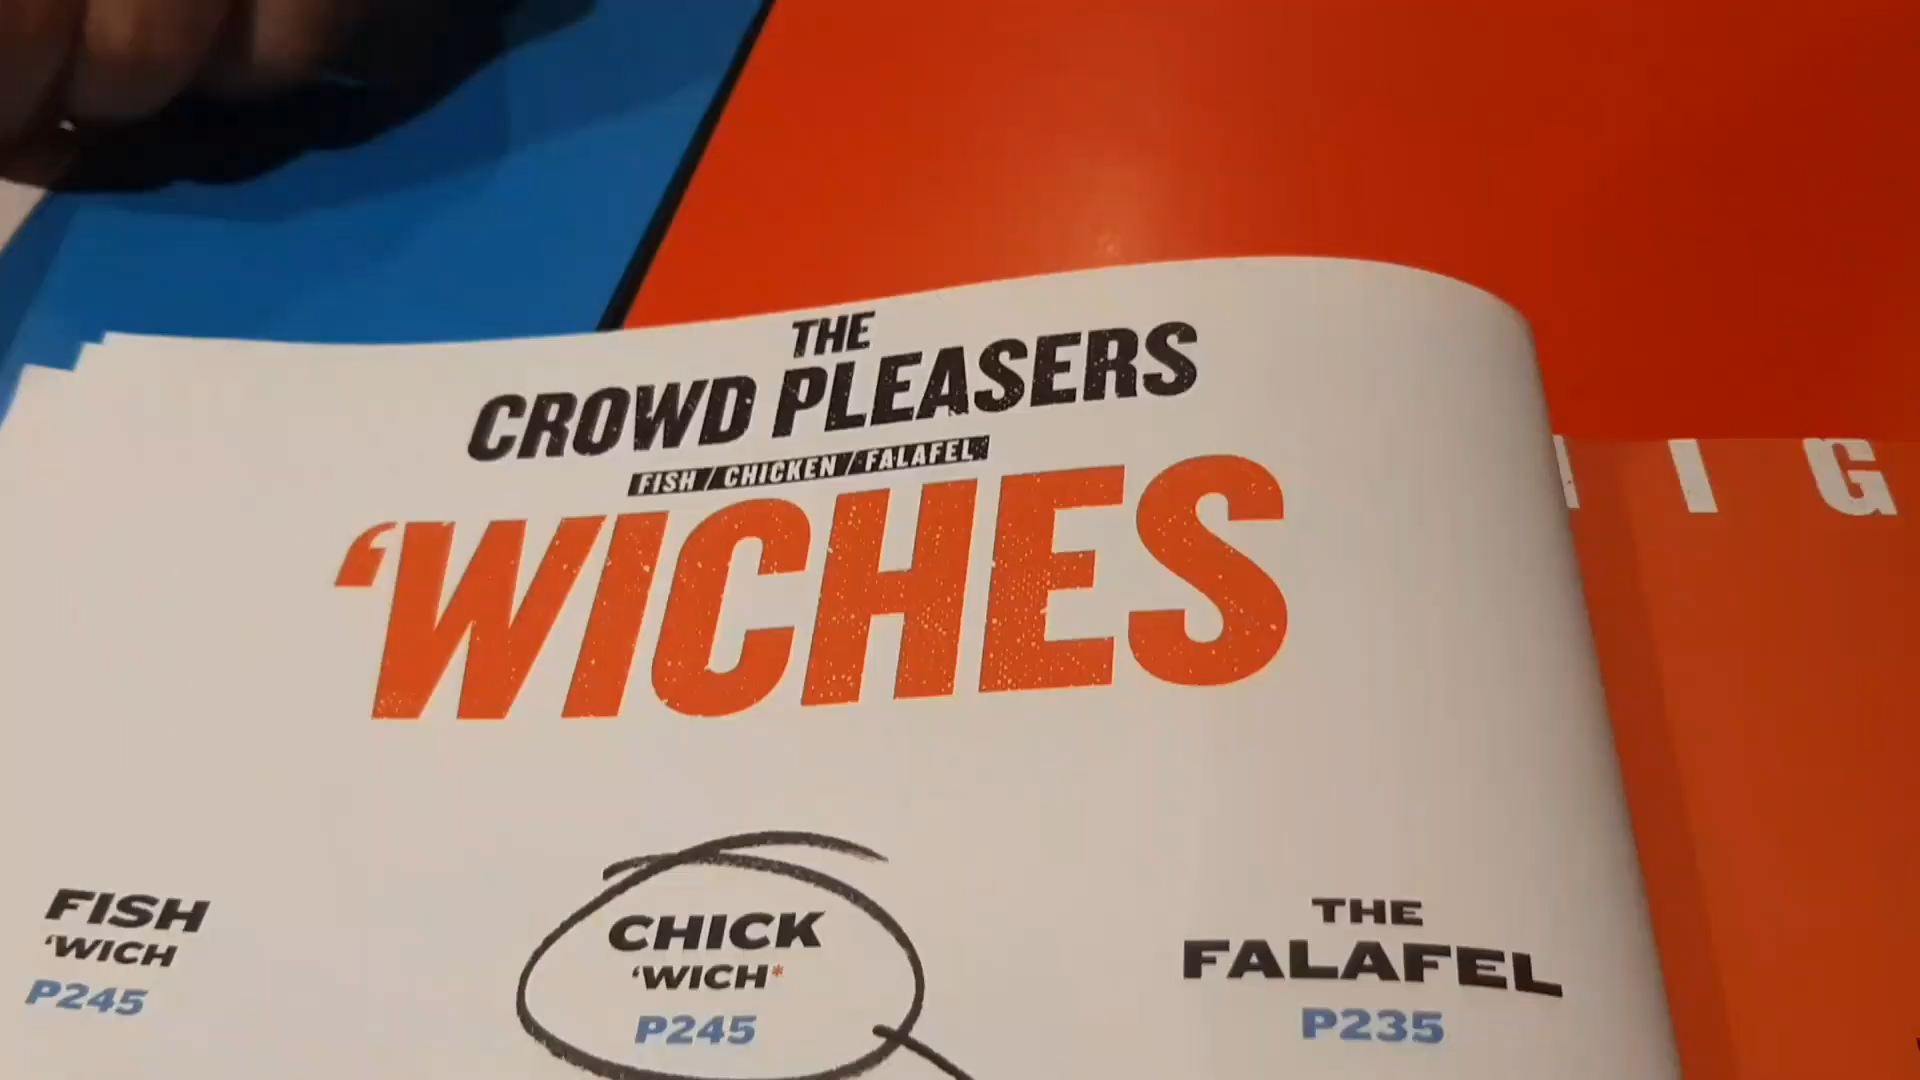 THE
CROWD PLEASERS
FISH / CHICKEN / FALAFEL
‘WICHES
FISH
‘WICH
P245
CHICK
‘WICH*
P245
THE
FALAFEL
P235
I G